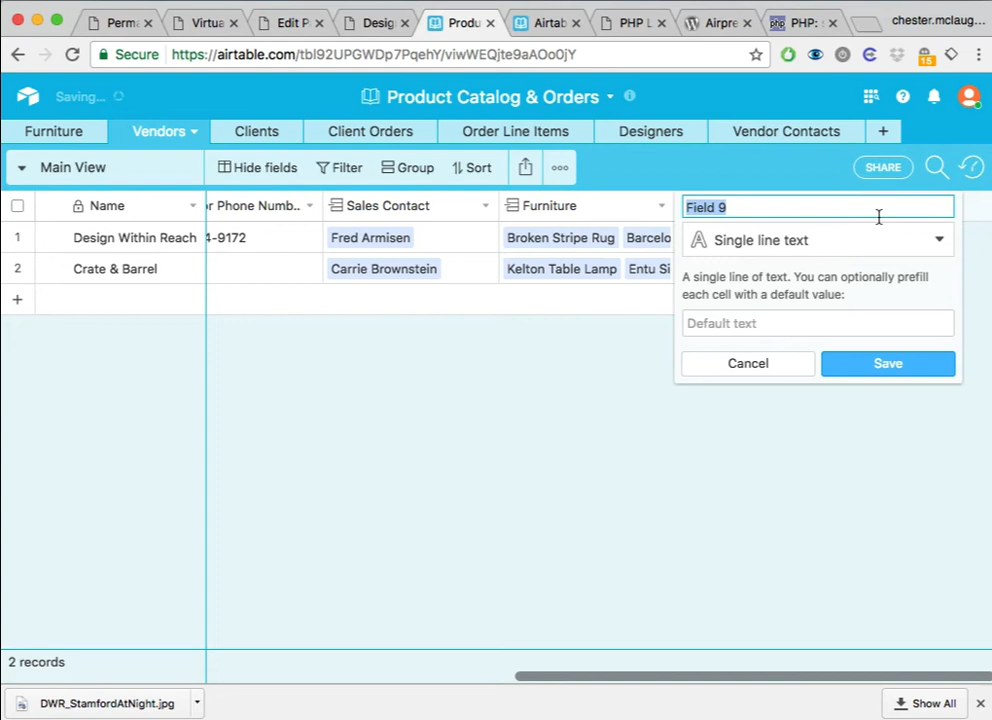 Perma
Virtua
Edit P
Desig
Produ
Airtab
PHP L
Airpre
php PHP: s
chester.mclaug...
Secure https://airtable.com/tbl92UPGWDp7PqehY/viwWEQjte9aAOo0jY
15
Saving...
Product Catalog & Orders
Furniture Vendors Clients Client Orders Order Line Items Designers Vendor Contacts +
Main View Hide fields Filter Group Sort SHARE
Name r Phone Numb.. Sales Contact Furniture
Field 9
1 Design Within Reach 4-9172 Fred Armisen Broken Stripe Rug Barcelo
Single line text
2 Crate & Barrel Carrie Brownstein Kelton Table Lamp Entu Si
A single line of text. You can optionally prefill
each cell with a default value:
+
Default text
Cancel Save
2 records
DWR_StamfordAtNight.jpg Show All